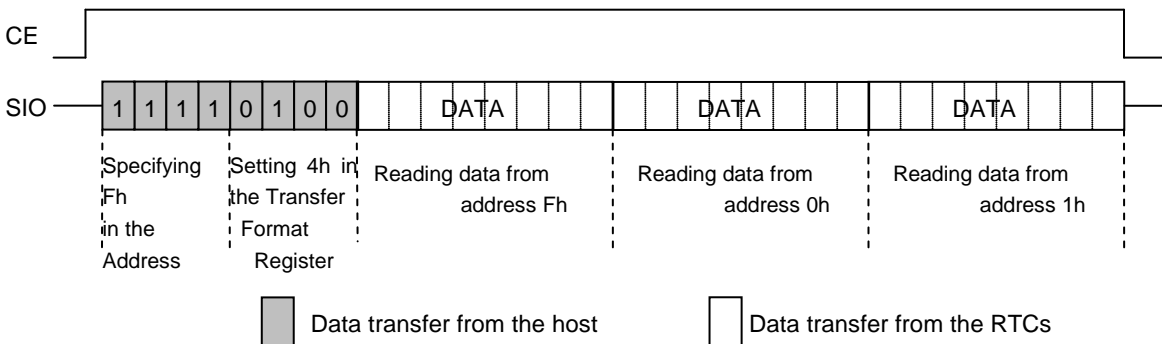 CE
SIO 1 1 1 1 0 1 0 0 DATA DATA DATA
Specifying
Fh
in the
Address
Setting 4h in
the Transfer
Format
Register
Reading data from
address Fh
Reading data from
address 0h
Reading data from
address 1h
Data transfer from the host
Data transfer from the RTCs